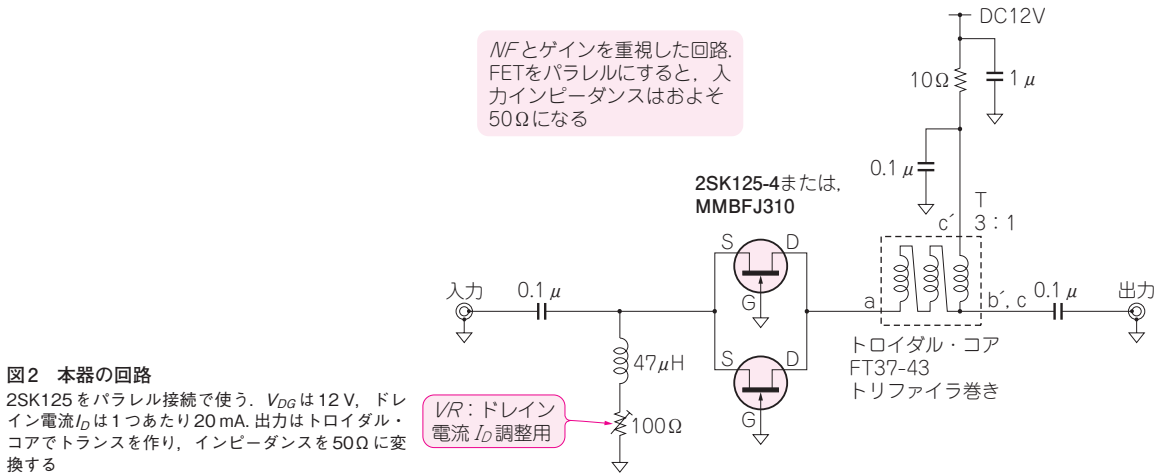 DC12V
NFとゲインを重視した回路.
FETをパラレルにすると，入
力インピーダンスはおよそ
50Ωになる
10Ω
1μ
0.1μ
2SK125-4または,
MMBFJ310
T
3：1
c´
S
D
G
入力
0.1μ
a
b´, c
0.1μ
出力
47μH
S
D
G
トロイダル・コア
FT37-43
トリファイラ巻き
VR：ドレイン
電流ID調整用
100Ω
図2　本器の回路
2SK125をパラレル接続で使う．VDGは12 V，ドレ
イン電流IDは1つあたり20 mA. 出力はトロイダル・
コアでトランスを作り，インピーダンスを50Ωに変
換する